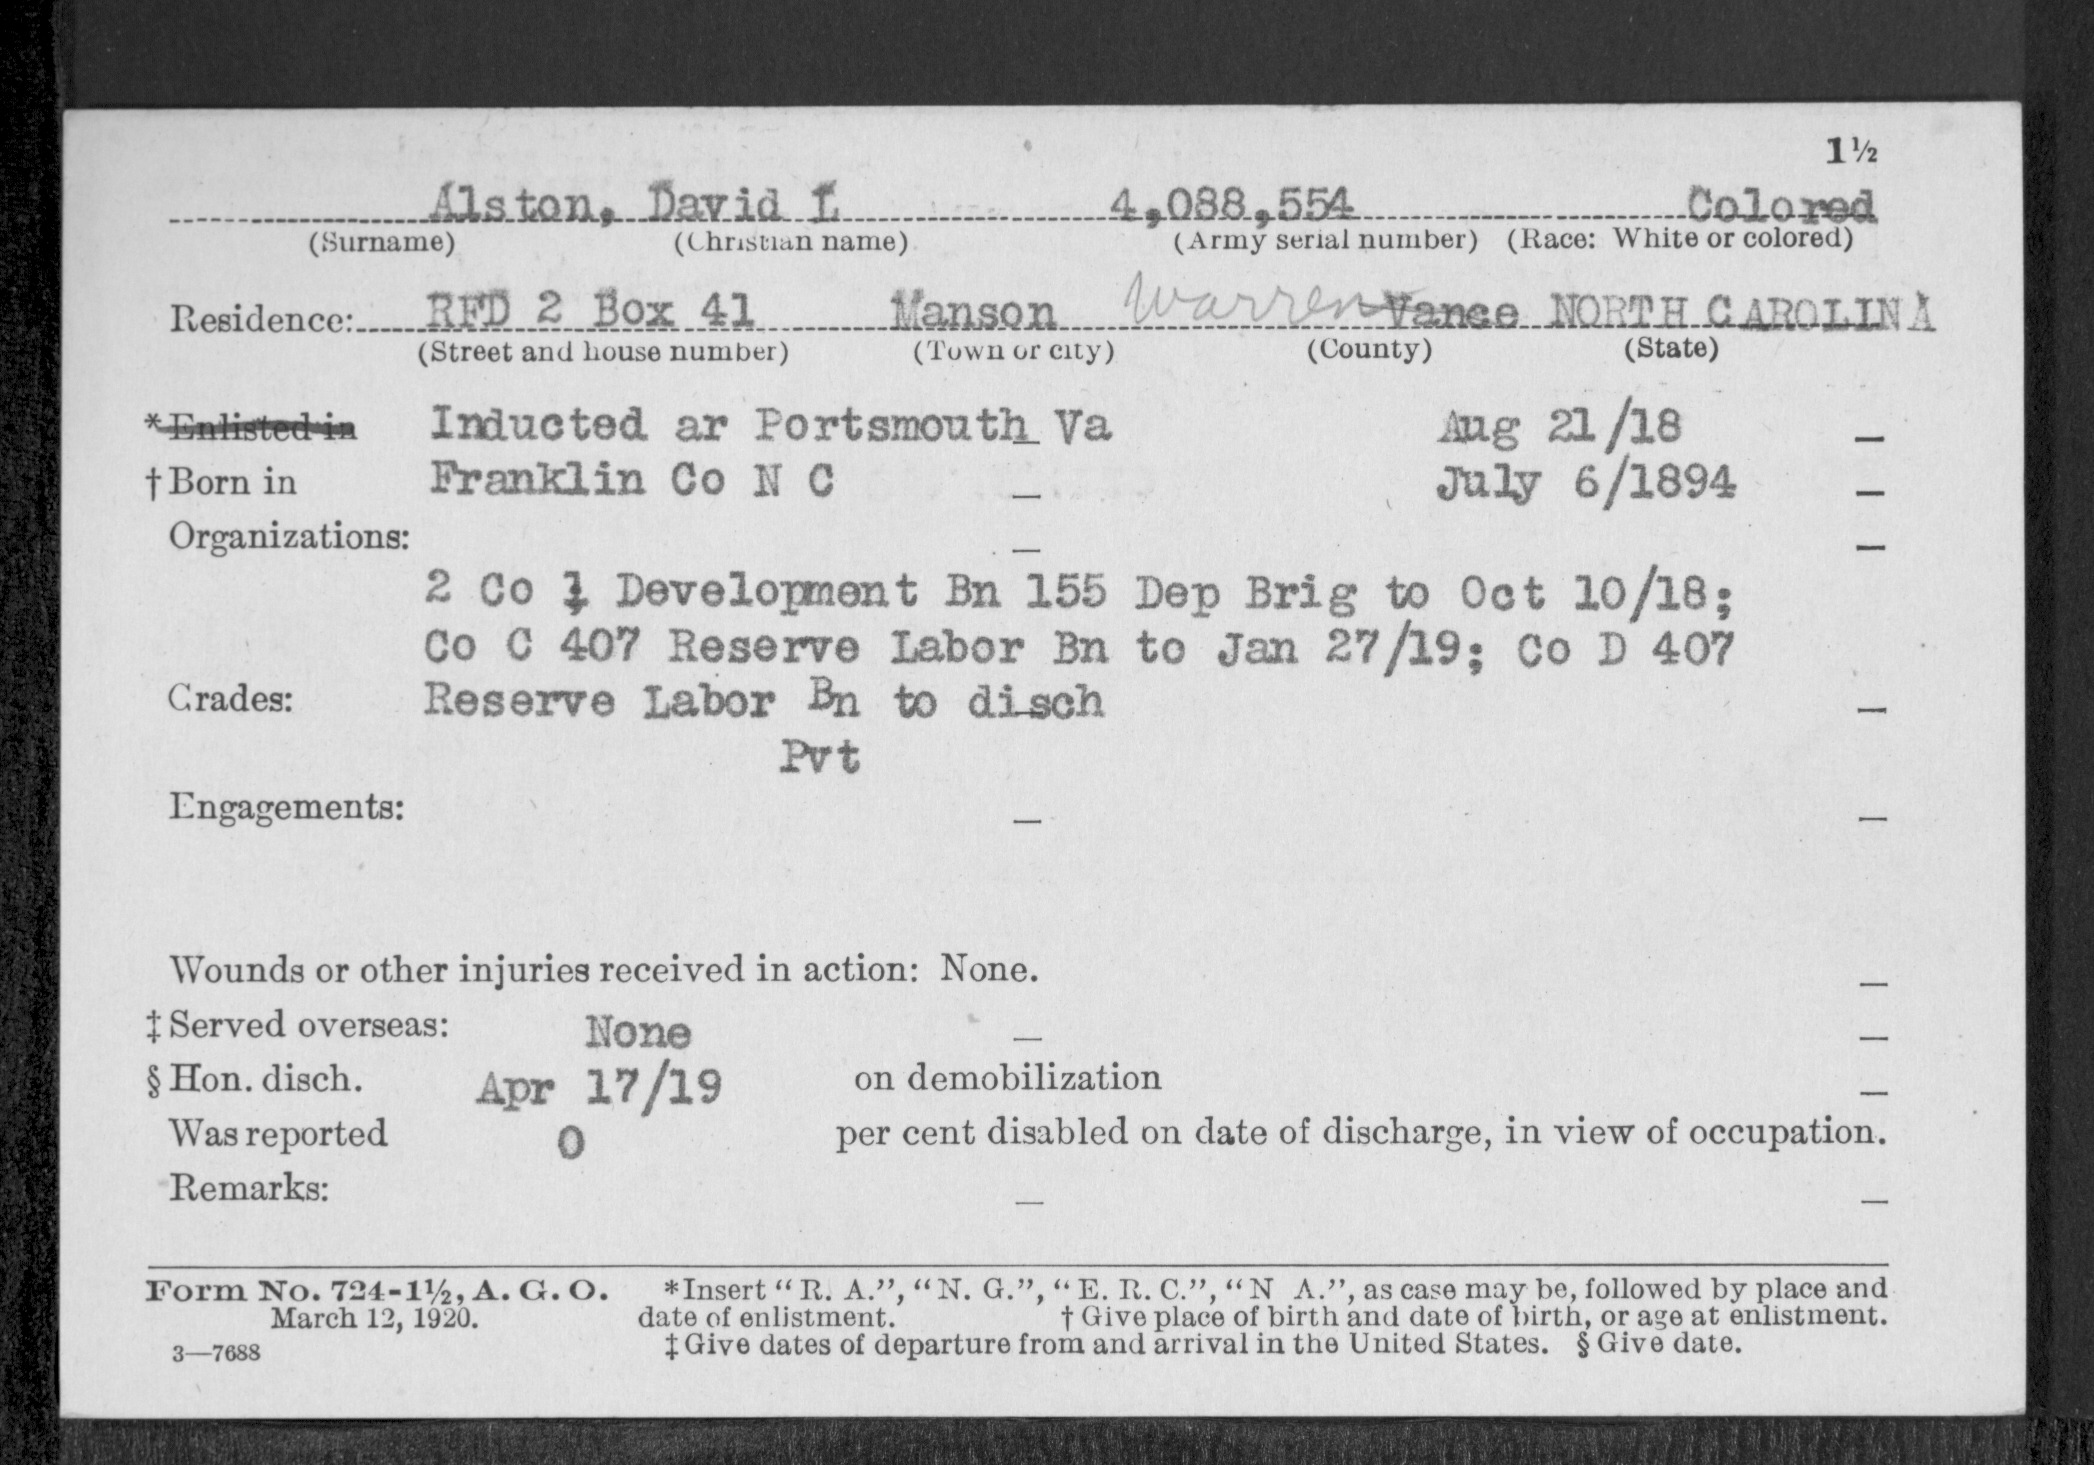 1½
Alston, David L 4,088,554 Colored
(Surname) (Christian name) (Army serial number) (Race: White or colored)
Residence: RFD 2 Box 41 Manson Warren Vance NORTH CAROLINA
(Street and house number) (Town or city) (County) (State)
*Enlisted in Inducted ar Portsmouth_ Va Aug 21/18 —
†Born in Franklin Co N C — July 6/1894 —
Organizations: — —
2 Co 1 Development Bn 155 Dep Brig to Oct 10/18;
Co C 407 Reserve Labor Bn to Jan 27/19; Co D 407
Grades: Reserve Labor Bn to disch —
Pvt
Engagements: — —
Wounds or other injuries received in action: None. —
‡Served overseas: None — —
§Hon. disch. Apr 17/19 on demobilization —
Was reported 0 per cent disabled on date of discharge, in view of occupation.
Remarks: — —
Form No. 724-1½, A. G. O. *Insert "R. A.", "N. G.", "E. R. C.", "N A.", as case may be, followed by place and
March 12, 1920. date of enlistment. †Give place of birth and date of birth, or age at enlistment.
3—7688 ‡Give dates of departure from and arrival in the United States. §Give date.